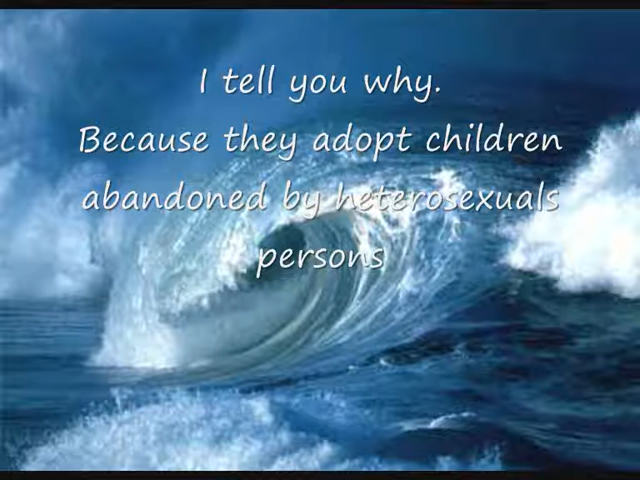 I tell you why.
Because they adopt children
abandoned by heterosexuals
persons